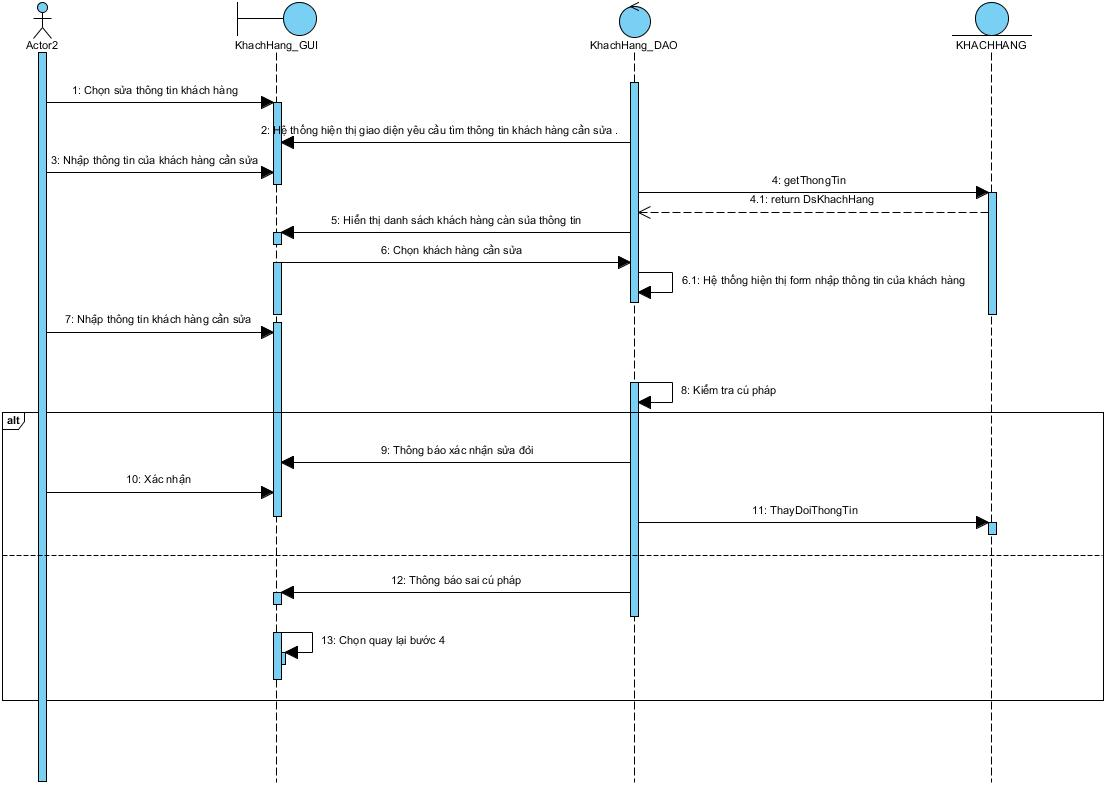 Actor2
KhachHang_GUI
KhachHang_DAO
KHACHHANG
1: Chọn sửa thông tin khách hàng
2: Hệ thống hiện thị giao diện yêu cầu tìm thông tin khách hàng cần sửa .
3: Nhập thông tin của khách hàng cần sửa
4: getThongTin
4.1: return DsKhachHang
5: Hiển thị danh sách khách hàng càn sủa thông tin
6: Chọn khách hàng cần sửa
6.1: Hệ thống hiện thị form nhập thông tin của khách hàng
7: Nhập thông tin khách hàng cần sửa
8: Kiểm tra cú pháp
alt
9: Thông báo xác nhận sửa đổi
10: Xác nhận
11: ThayDoiThongTin
12: Thông báo sai cú pháp
13: Chọn quay lại bước 4